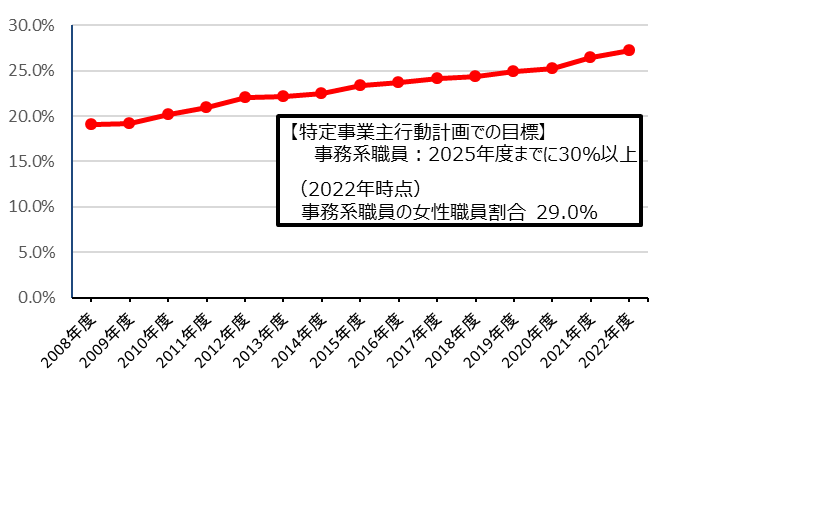 30.0%
25.0%
20.0%
15.0%
10.0%
5.0%
0.0%
【特定事業主行動計画での目標】
事務系職員：2025年度までに30%以上
（2022年時点）
事務系職員の女性職員割合 29.0%
2008年度
2009年度
2010年度
2011年度
2012年度
2013年度
2014年度
2015年度
2016年度
2017年度
2018年度
2019年度
2020年度
2021年度
2022年度